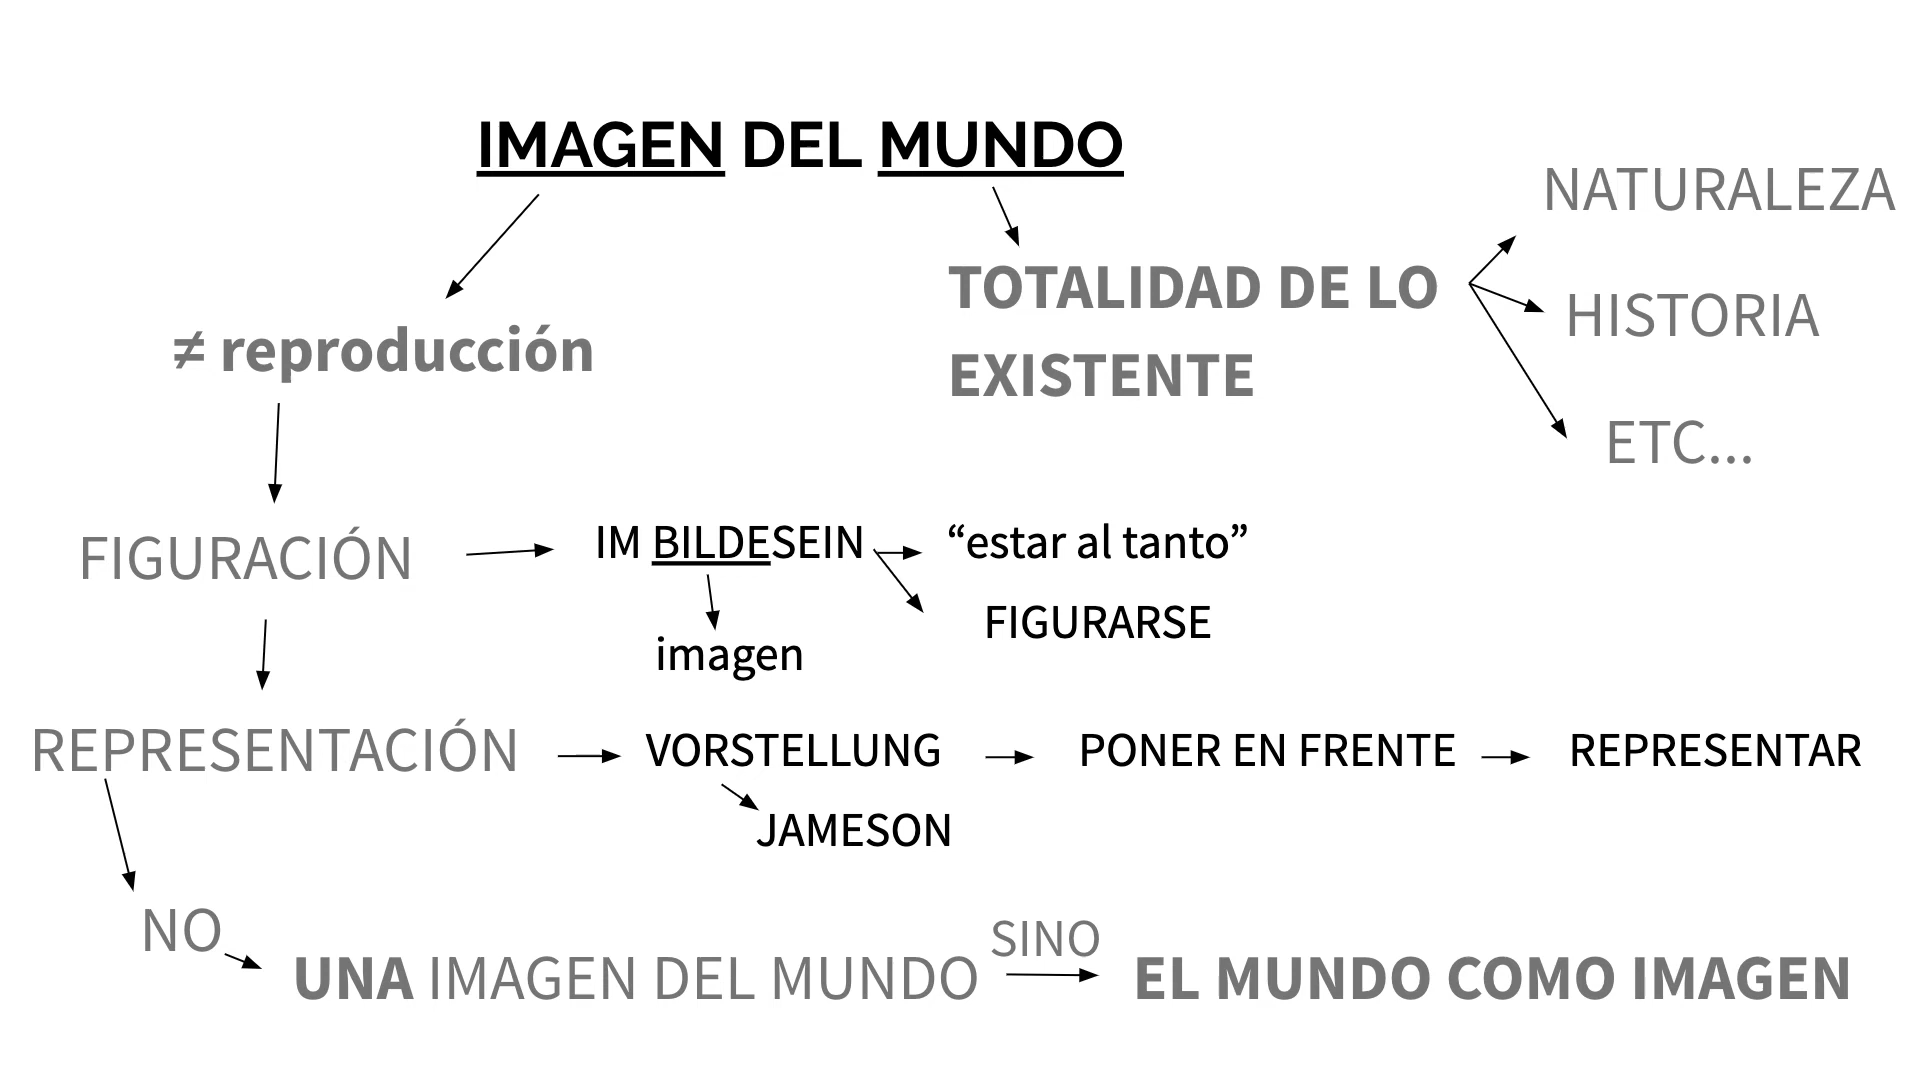 IMAGEN DEL MUNDO
NATURALEZA
TOTALIDAD DE LO
EXISTENTE
HISTORIA
ETC...
≠ reproducción
FIGURACIÓN
IM BILDESEIN
“estar al tanto”
FIGURARSE
imagen
REPRESENTACIÓN
VORSTELLUNG
PONER EN FRENTE
REPRESENTAR
JAMESON
NO
UNA IMAGEN DEL MUNDO
SINO
EL MUNDO COMO IMAGEN